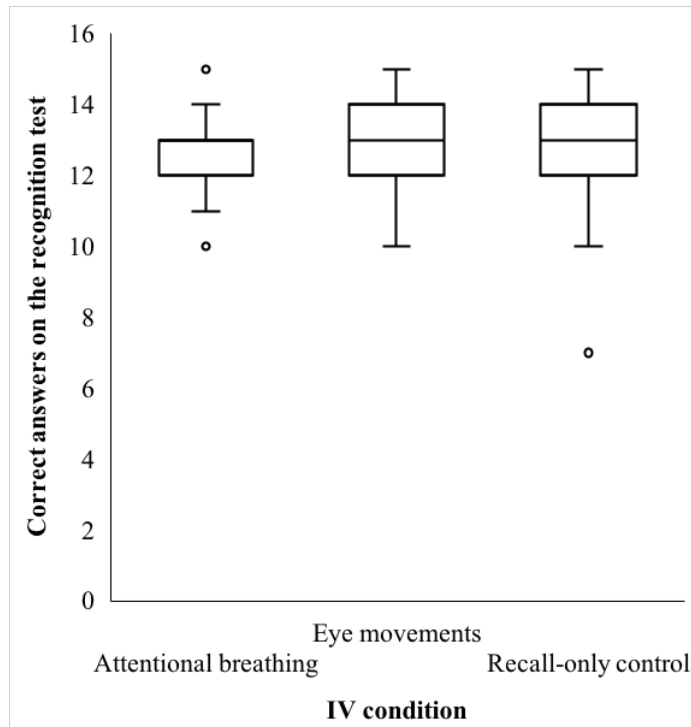 Correct answers on the recognition test
16
14
12
10
8
6
4
2
0
Eye movements
Attentional breathing
Recall-only control
IV condition